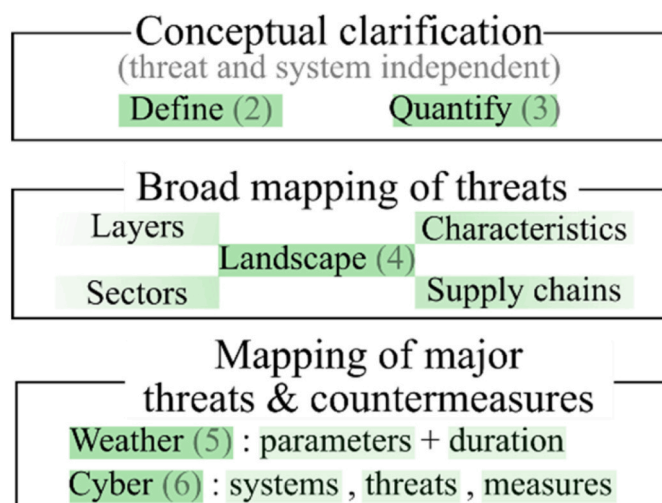 Conceptual clarification
(threat and system independent)
Define (2) Quantify (3)
Broad mapping of threats
Layers Characteristics
Landscape (4)
Sectors Supply chains
Mapping of major
threats & countermeasures
Weather (5) : parameters + duration
Cyber (6) : systems , threats , measures